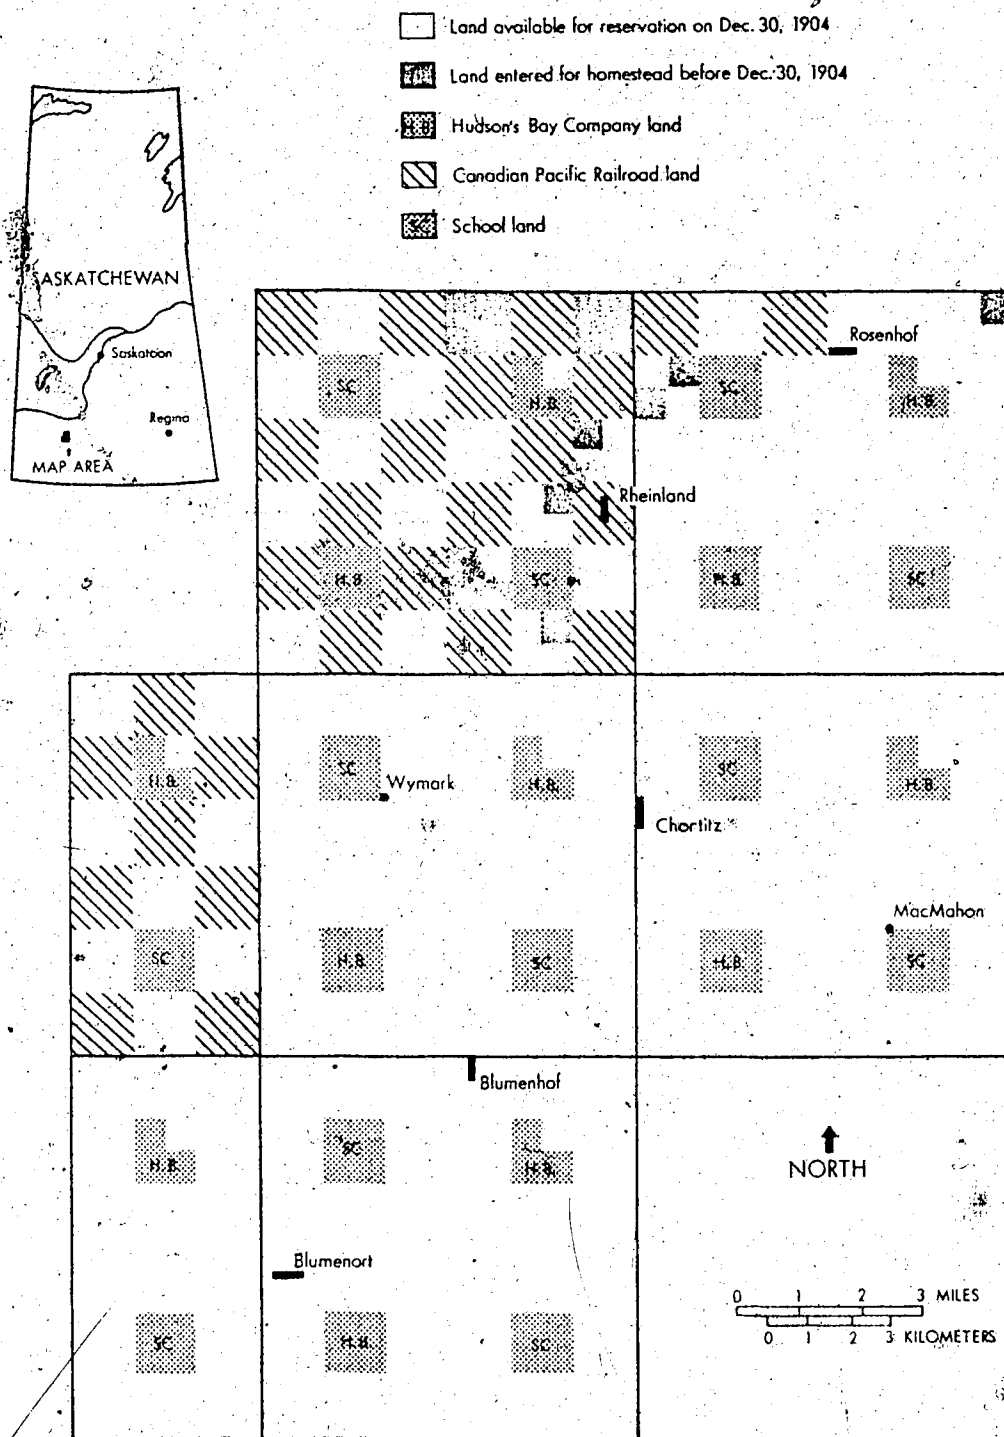 Land available for reservation on Dec. 30, 1904
Land entered for homestead before Dec. 30, 1904
H.B. Hudson's Bay Company land
Canadian Pacific Railroad land
SC School land
SASKATCHEWAN
Saskatoon
Regina
MAP AREA
Rosenhof
SC H.B. SC H.B.
Rheinland
H.B. SC H.B. SC
H.B. SC H.B. SC H.B.
Wymark
Chortitz
MacMahon
SC H.B. SC H.B. SC
Blumenhof
H.B. SC H.B.
NORTH
Blumenort
0 1 2 3 MILES
0 1 2 3 KILOMETERS
SC H.B. SC